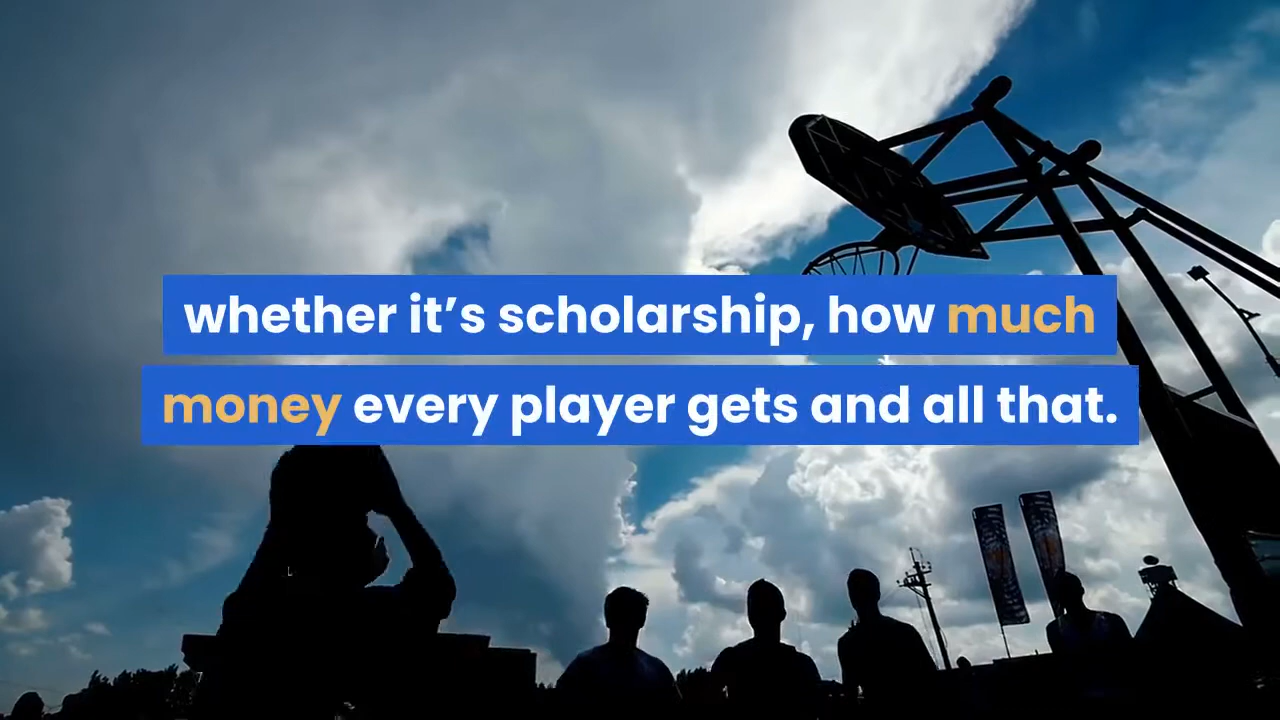 whether it’s scholarship, how much
money every player gets and all that.